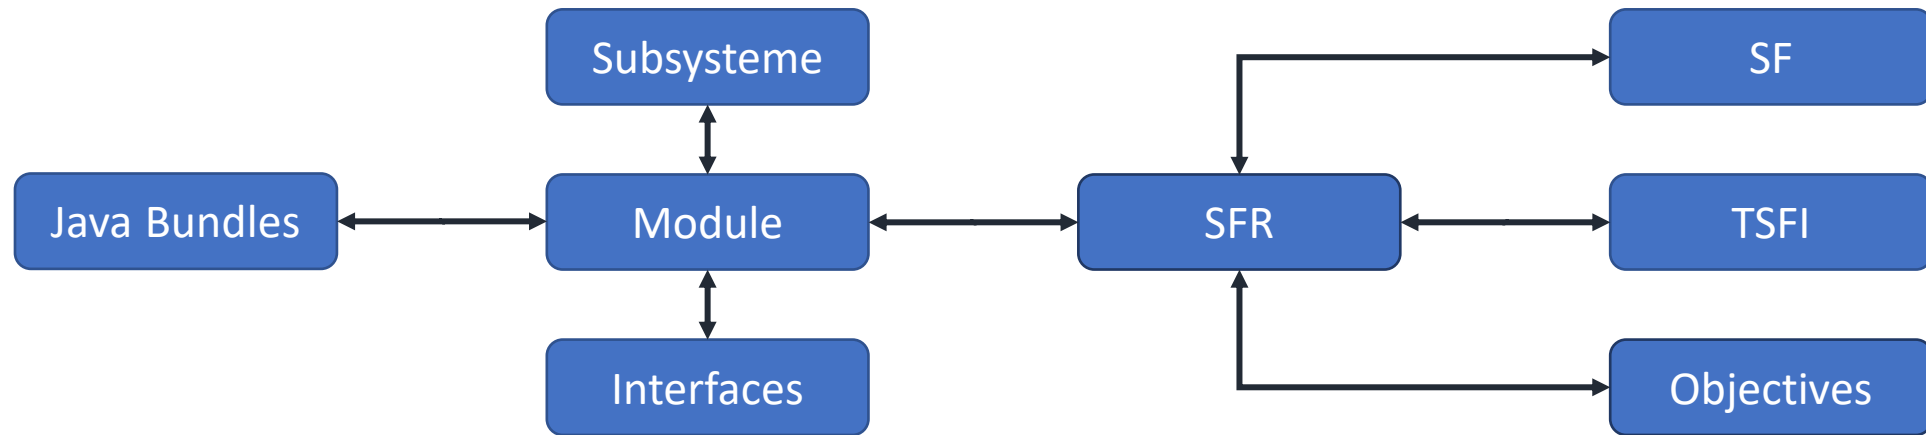 Subsysteme
SF
Java Bundles
Module
SFR
TSFI
Interfaces
Objectives